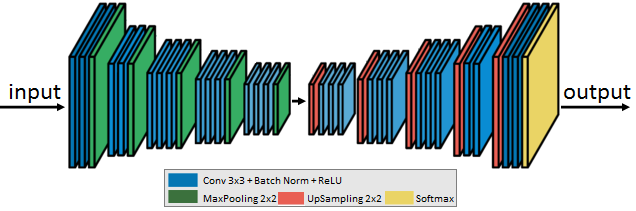 input
output
Conv 3x3 + Batch Norm + ReLU
MaxPooling 2x2 UpSampling 2x2 Softmax